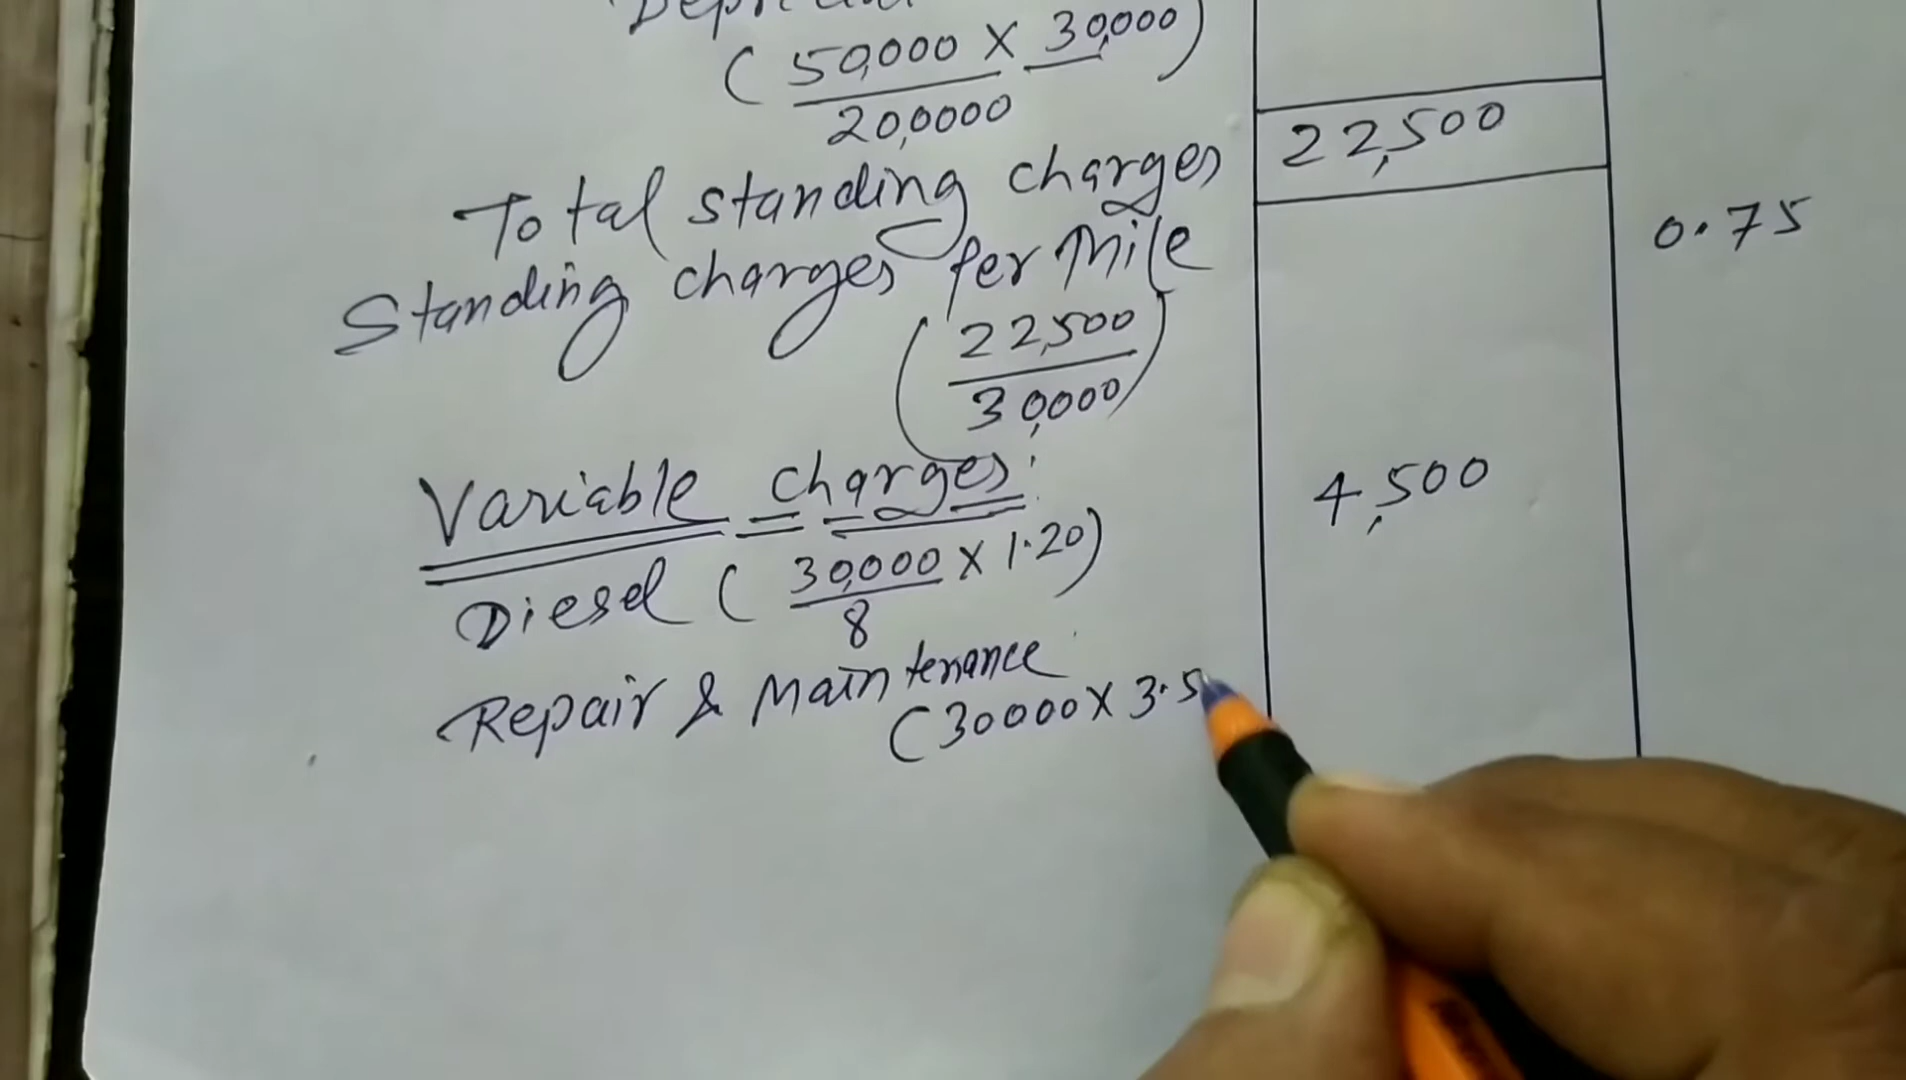 (50,000 X 30,000)
20,0000
Total standing charges 22,500
Standing charges per Mile 0.75
(22,500
30,000)
Variable charges:
Diesel (30,000 X 1.20) 4,500
8
Repair & Maintenance
(30000 X 3.5